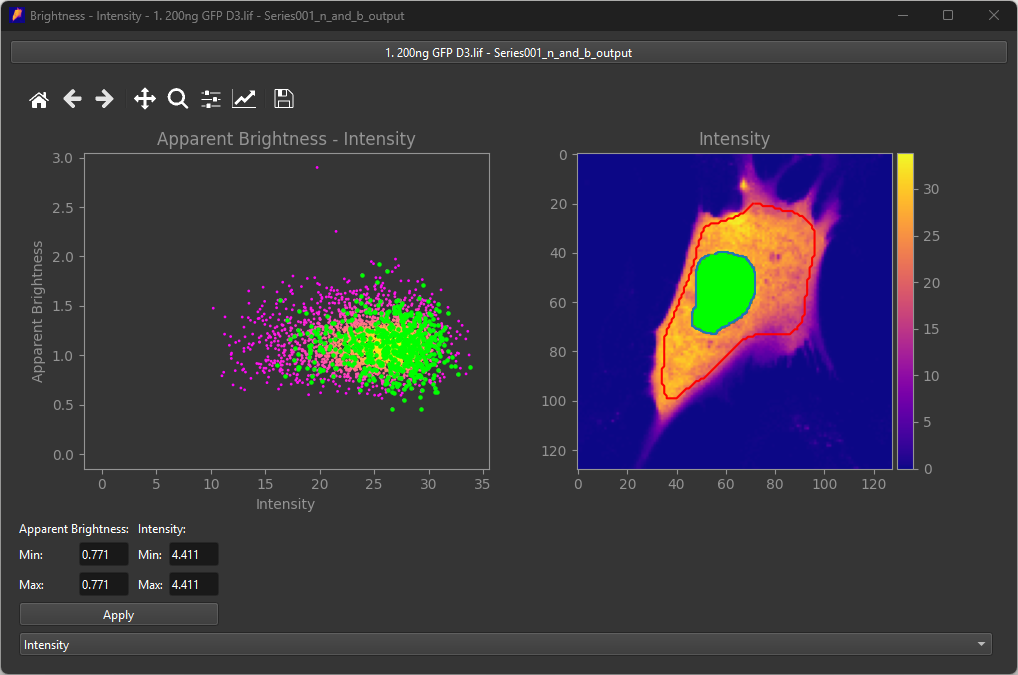 Brightness - Intensity - 1. 200ng GFP D3.lif - Series001_n_and_b_output
1. 200ng GFP D3.lif - Series001_n_and_b_output
Apparent Brightness - Intensity
3.0
2.5
2.0
1.5
1.0
0.5
0.0
Apparent Brightness
0 5 10 15 20 25 30 35
Intensity
Intensity
0
20
40
60
80
100
120
0 20 40 60 80 100 120
30
25
20
15
10
5
0
Apparent Brightness: Intensity:
Min: 0.771 Min: 4.411
Max: 0.771 Max: 4.411
Apply
Intensity